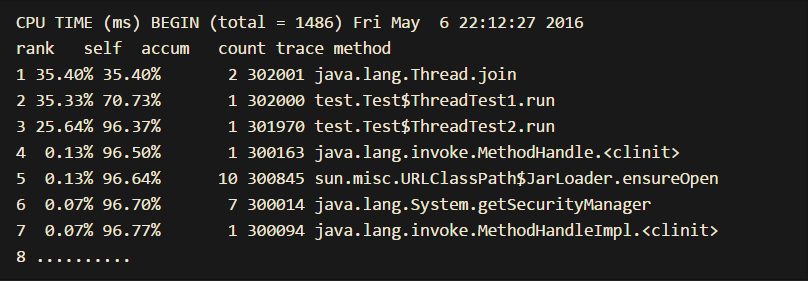 CPU TIME (ms) BEGIN (total = 1486) Fri May  6 22:12:27 2016
rank   self  accum   count trace method
1 35.40% 35.40%       2 302001 java.lang.Thread.join
2 35.33% 70.73%       1 302000 test.Test$ThreadTest1.run
3 25.64% 96.37%       1 301970 test.Test$ThreadTest2.run
4  0.13% 96.50%       1 300163 java.lang.invoke.MethodHandle.<clinit>
5  0.13% 96.64%      10 300845 sun.misc.URLClassPath$JarLoader.ensureOpen
6  0.07% 96.70%       7 300014 java.lang.System.getSecurityManager
7  0.07% 96.77%       1 300094 java.lang.invoke.MethodHandleImpl.<clinit>
8 ..........